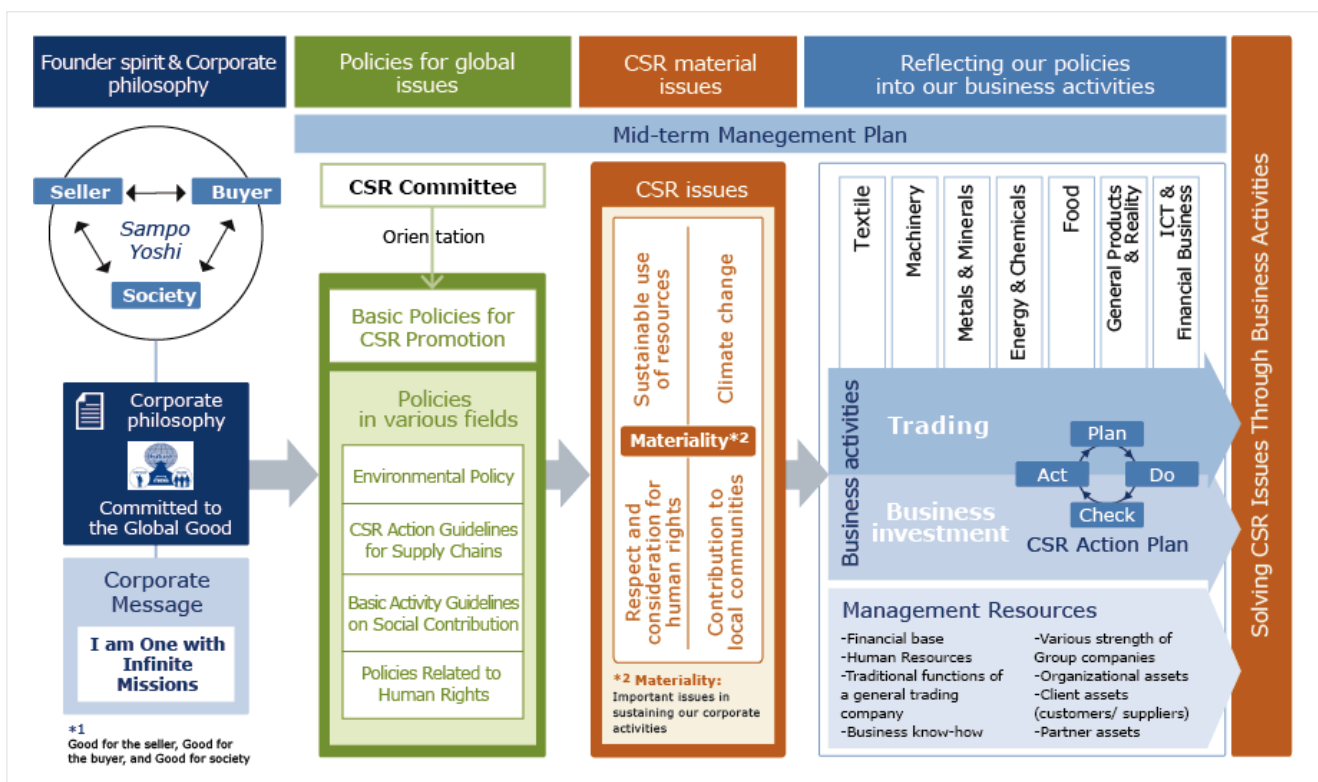 Founder spirit & Corporate
philosophy
Policies for global
issues
CSR material
issues
Reflecting our policies
into our business activities
Mid-term Manegement Plan
Seller
Buyer
Sampo
Yoshi
Society
Corporate
philosophy
Committed to
the Global Good
Corporate
Message
I am One with
Infinite
Missions
*1
Good for the seller, Good for
the buyer, and Good for society
CSR Committee
Orientation
Basic Policies for
CSR Promotion
Policies
in various fields
Environmental Policy
CSR Action Guidelines
for Supply Chains
Basic Activity Guidelines
on Social Contribution
Policies Related to
Human Rights
CSR issues
Sustainable use
of resources
Climate change
Materiality*2
Respect and
consideration for
human rights
Contribution to
local communities
*2 Materiality:
Important issues in
sustaining our corporate
activities
Textile
Machinery
Metals & Minerals
Energy & Chemicals
Food
General Products
& Reality
ICT &
Financial Business
Business activities
Trading
Business
investment
Plan
Do
Check
Act
CSR Action Plan
Management Resources
-Financial base
-Human Resources
-Traditional functions of
a general trading
company
-Business know-how
-Various strength of
Group companies
-Organizational assets
-Client assets
(customers/ suppliers)
-Partner assets
Solving CSR Issues Through Business Activities